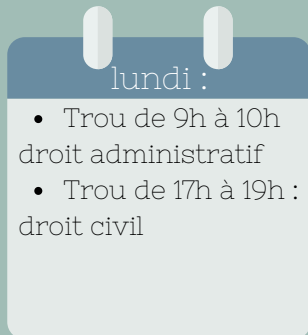 lundi :
• Trou de 9h à 10h
droit administratif
• Trou de 17h à 19h :
droit civil